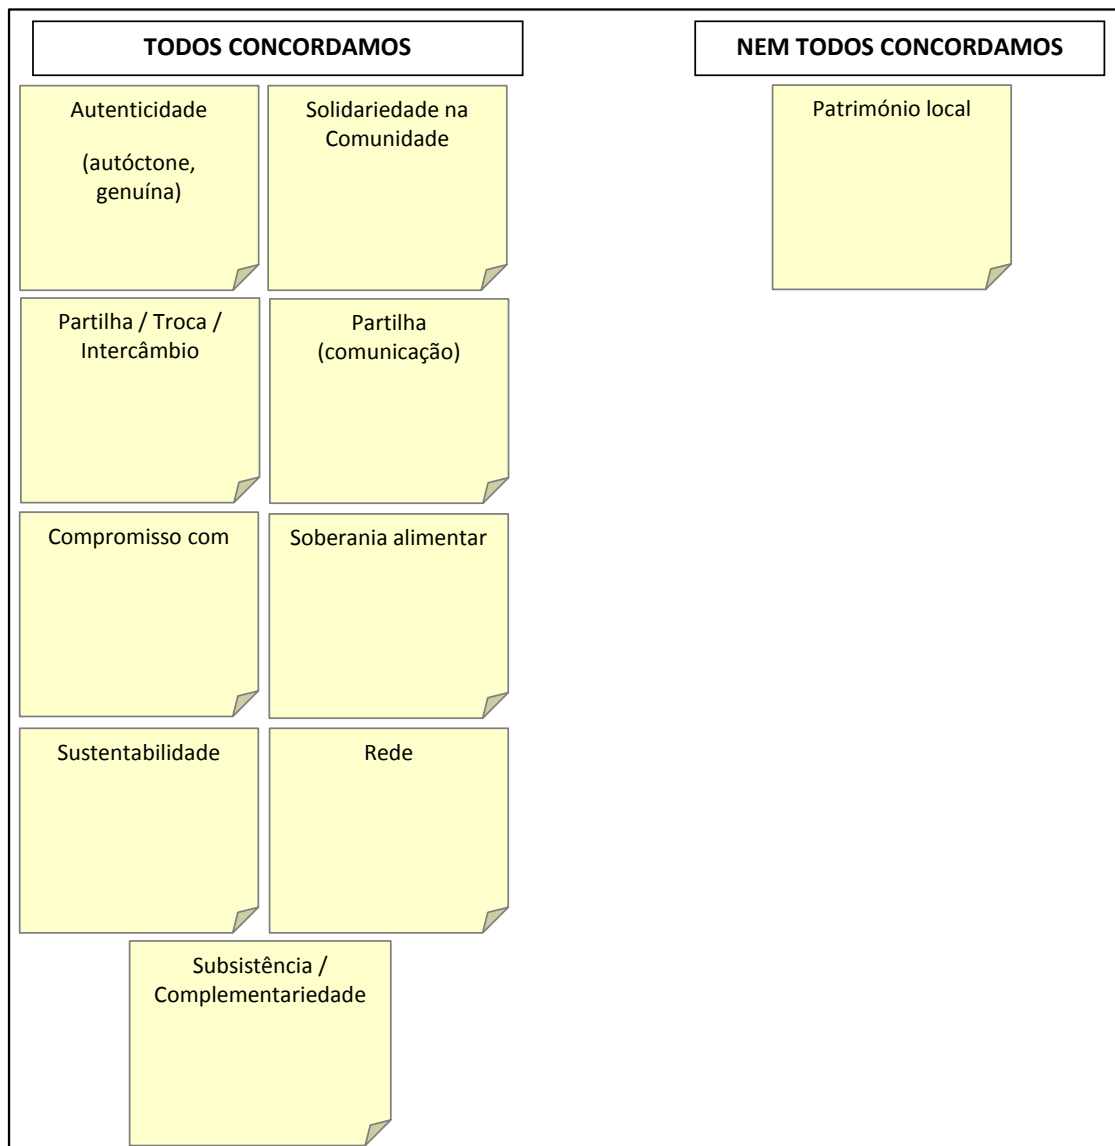 TODOS CONCORDAMOS
NEM TODOS CONCORDAMOS
Autenticidade
(autóctone,
genuína)
Solidariedade na
Comunidade
Património local
Partilha / Troca /
Intercâmbio
Partilha
(comunicação)
Compromisso com
Soberania alimentar
Sustentabilidade
Rede
Subsistência /
Complementariedade